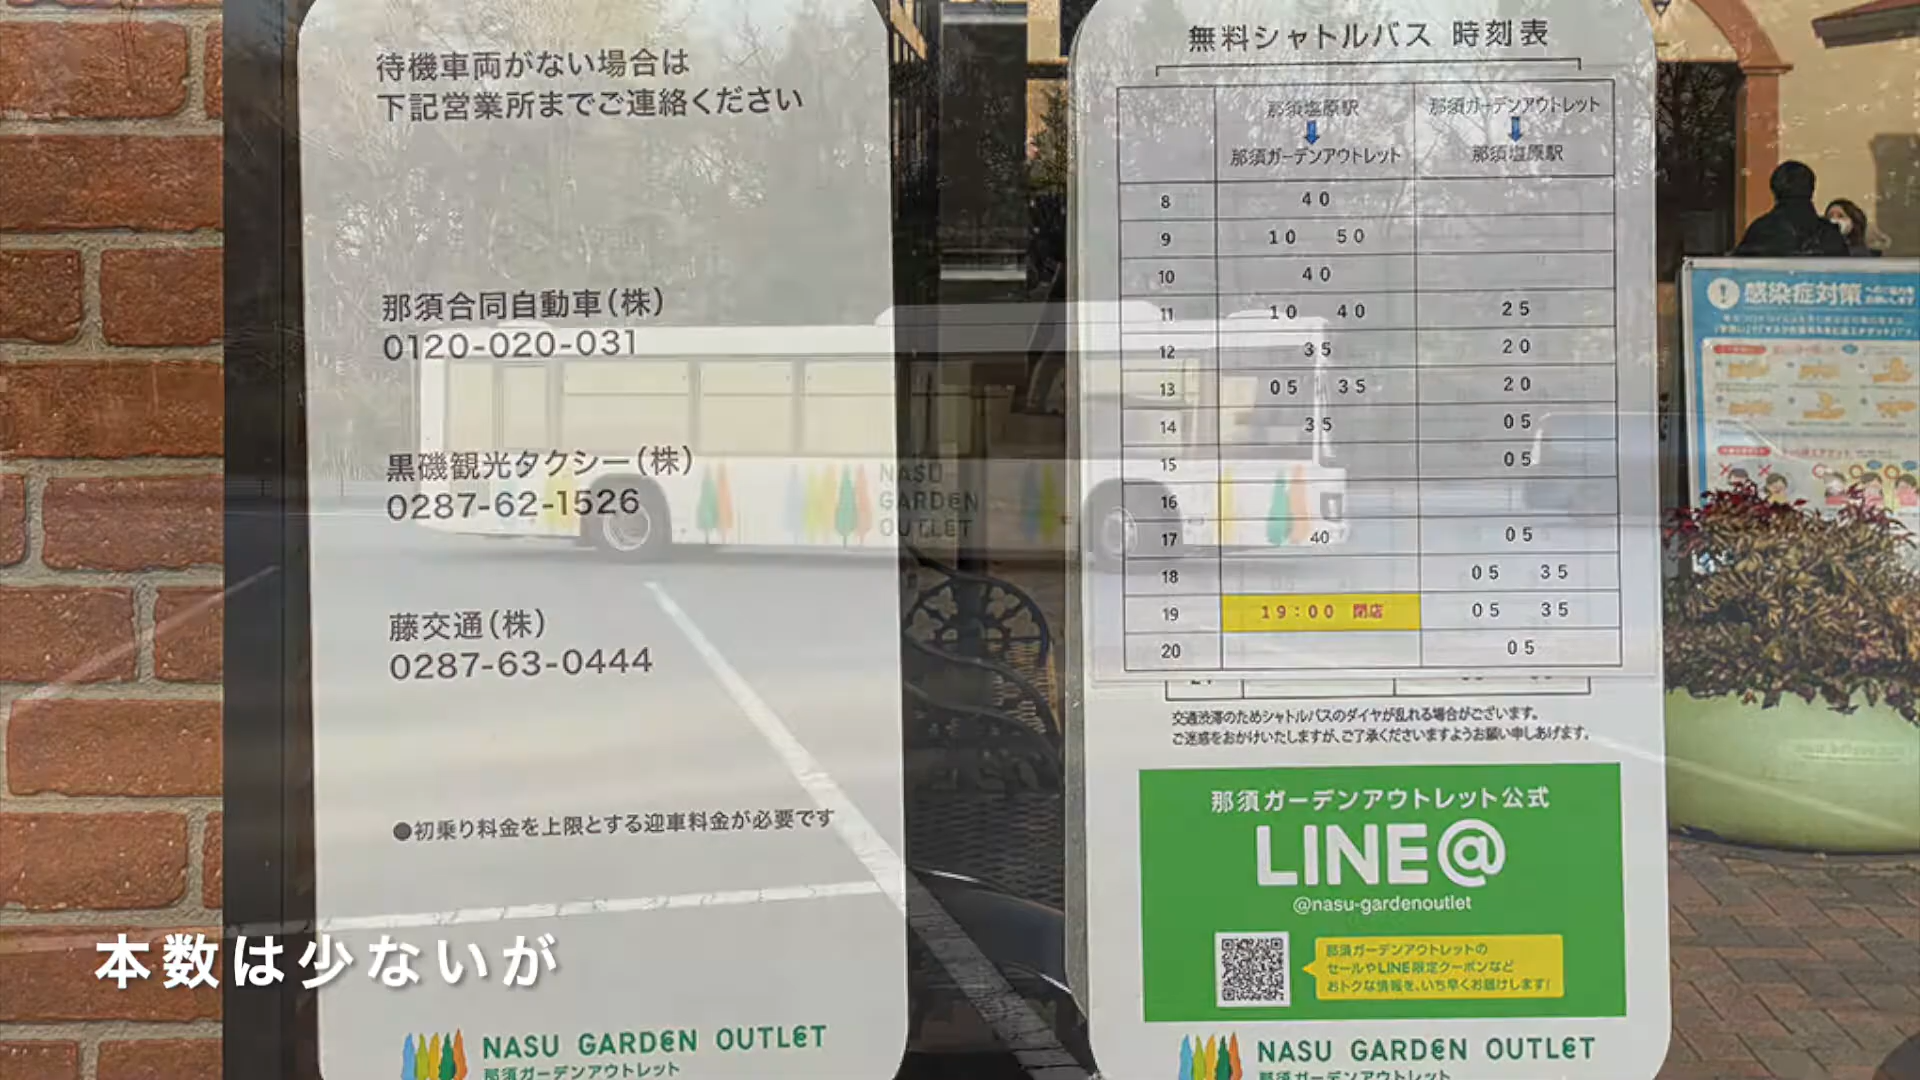 待機車両がない場合は
下記営業所までご連絡ください
那須合同自動車(株)
0120-020-031
黒磯観光タクシー(株)
0287-62-1526
藤交通(株)
0287-63-0444
●初乗り料金を上限とする迎車料金が必要です
NASU GARDEN OUTLET
那須ガーデンアウトレット
無料シャトルバス 時刻表
那須塩原駅 那須ガーデンアウトレット
那須ガーデンアウトレット 那須塩原駅
8 40
9 10 50
10 40
11 10 40 25
12 35 20
13 05 35 20
14 35 05
15 05
16
17 40 05
18 05 35
19 19:00 閉店 05 35
20 05
交通渋滞のためシャトルバスのダイヤが乱れる場合がございます。
ご迷惑をおかけいたしますが、ご了承くださいますようお願い申しあげます。
那須ガーデンアウトレット公式
LINE@
@nasu-gardenoutlet
那須ガーデンアウトレットの
セールやLINE限定クーポンなど
おトクな情報を、いち早くお届けします!
NASU GARDEN OUTLET
那須ガーデンアウトレット
NASU
GARDEN
OUTLET
感染症対策
本数は少ないが